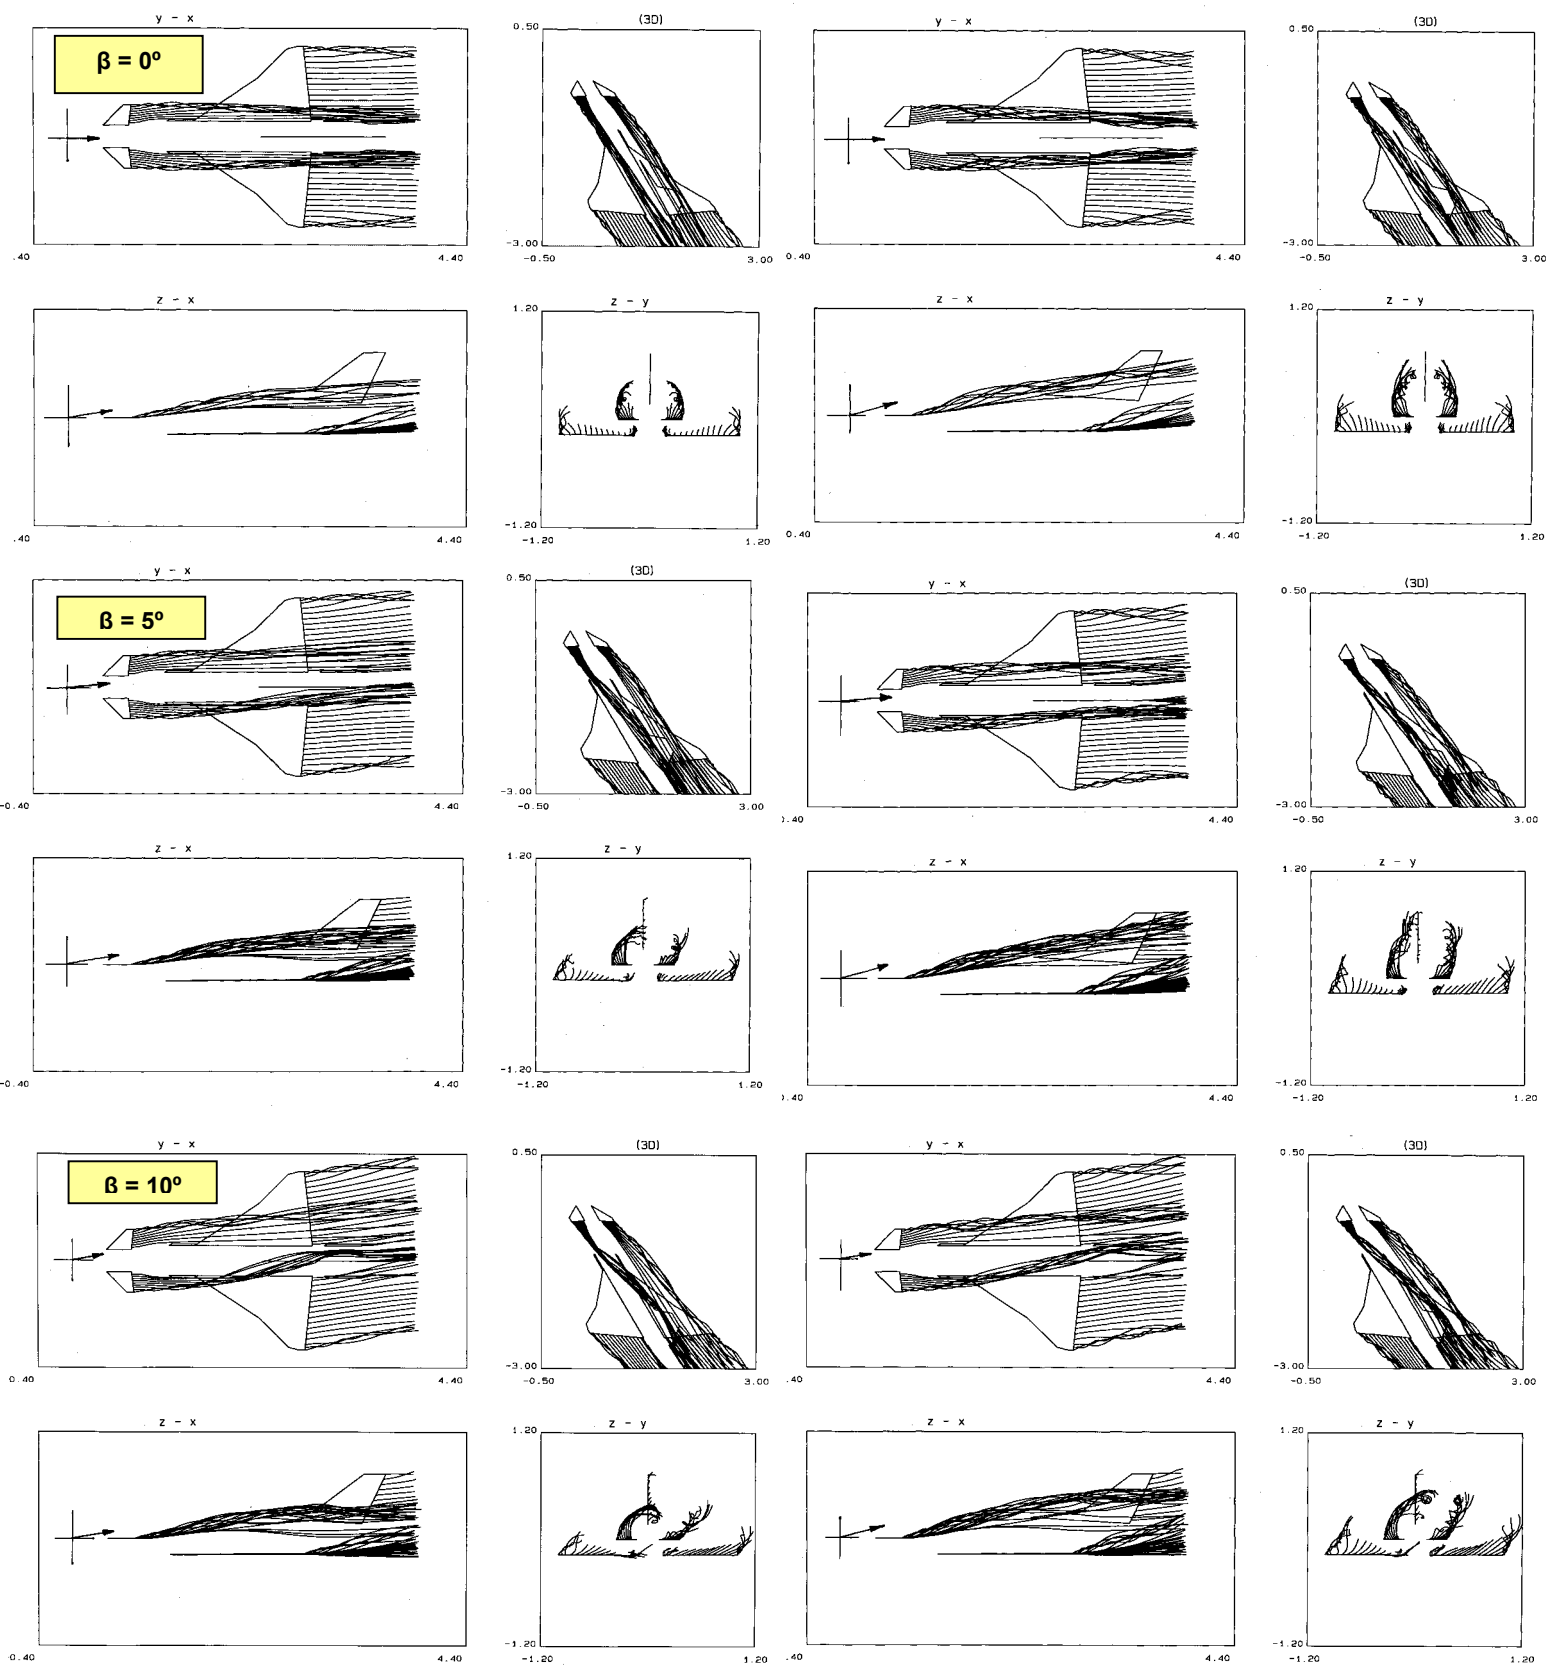 y - x (3D) y - x (3D)
0.50 0.50
β = 0º
-3.00 -3.00
.40 4.40 -0.50 3.00 0.40 4.40 -0.50 3.00
z - x z - y z - x z - y
1.20 1.20
-1.20 -1.20
.40 4.40 -1.20 1.20 0.40 4.40 -1.20 1.20
y - x (3D) y - x (3D)
0.50 0.50
ß = 5º
-3.00 -3.00
-0.40 4.40 -0.50 3.00 .40 4.40 -0.50 3.00
z - x z - y z - x z - y
1.20 1.20
-1.20 -1.20
-0.40 4.40 -1.20 1.20 .40 4.40 -1.20 1.20
y - x (3D) y - x (3D)
0.50 0.50
ß = 10º
-3.00 -3.00
0.40 4.40 -0.50 3.00 .40 4.40 -0.50 3.00
z - x z - y z - x z - y
1.20 1.20
-1.20 -1.20
0.40 4.40 -1.20 1.20 .40 4.40 -1.20 1.20